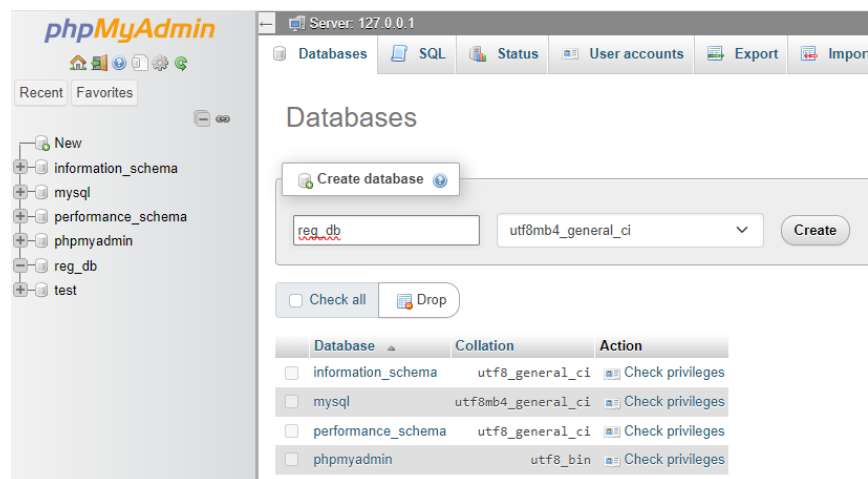 phpMyAdmin
Recent Favorites
New
information_schema
mysql
performance_schema
phpmyadmin
reg_db
test
Server: 127.0.0.1
Databases SQL Status User accounts Export Import
Databases
Create database
reg_db utf8mb4_general_ci Create
Check all Drop
Database Collation Action
information_schema utf8_general_ci Check privileges
mysql utf8mb4_general_ci Check privileges
performance_schema utf8_general_ci Check privileges
phpmyadmin utf8_bin Check privileges